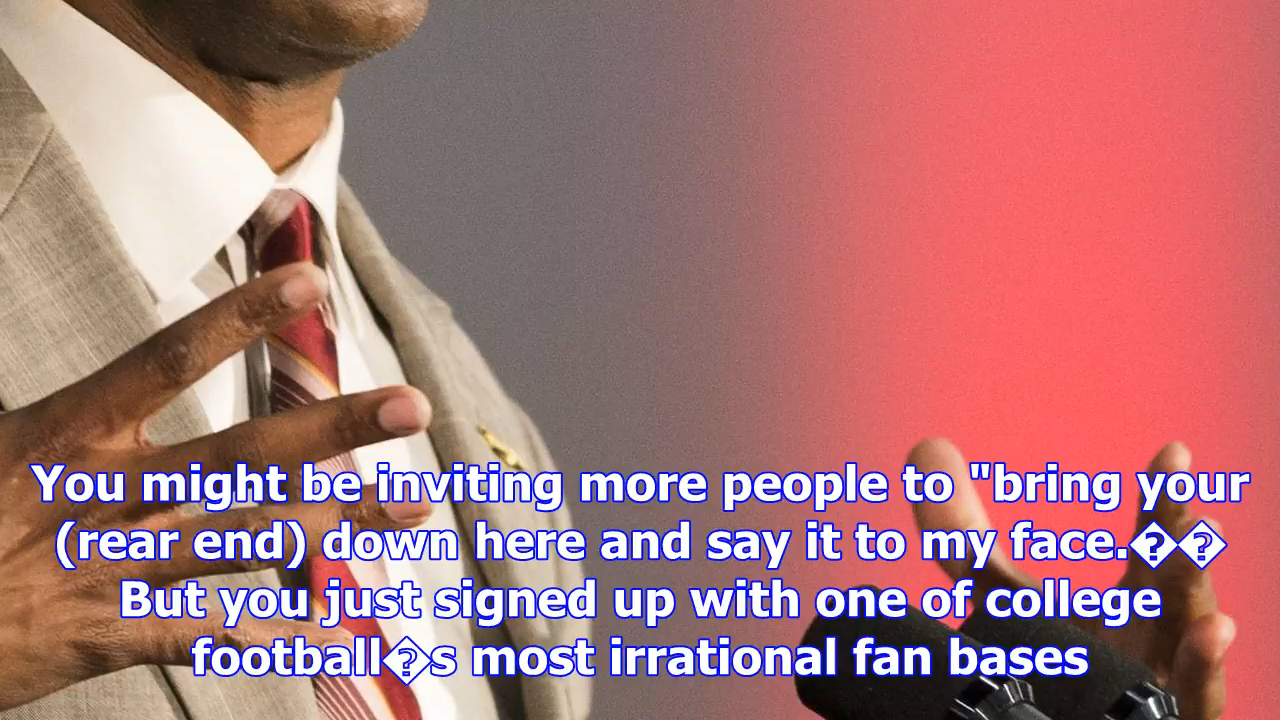 You might be inviting more people to "bring your
(rear end) down here and say it to my face.��
But you just signed up with one of college
football�s most irrational fan bases